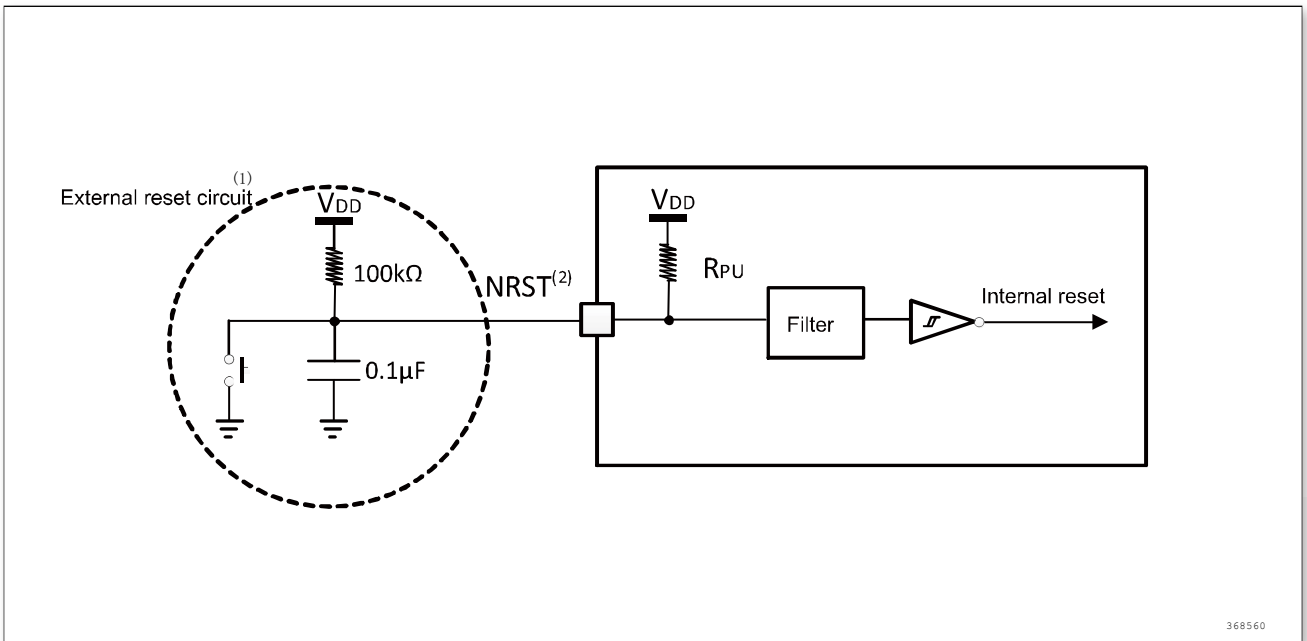 (1)
External reset circuit
VDD
100kΩ
0.1μF
NRST(2)
VDD
RPU
Filter
Internal reset
368560